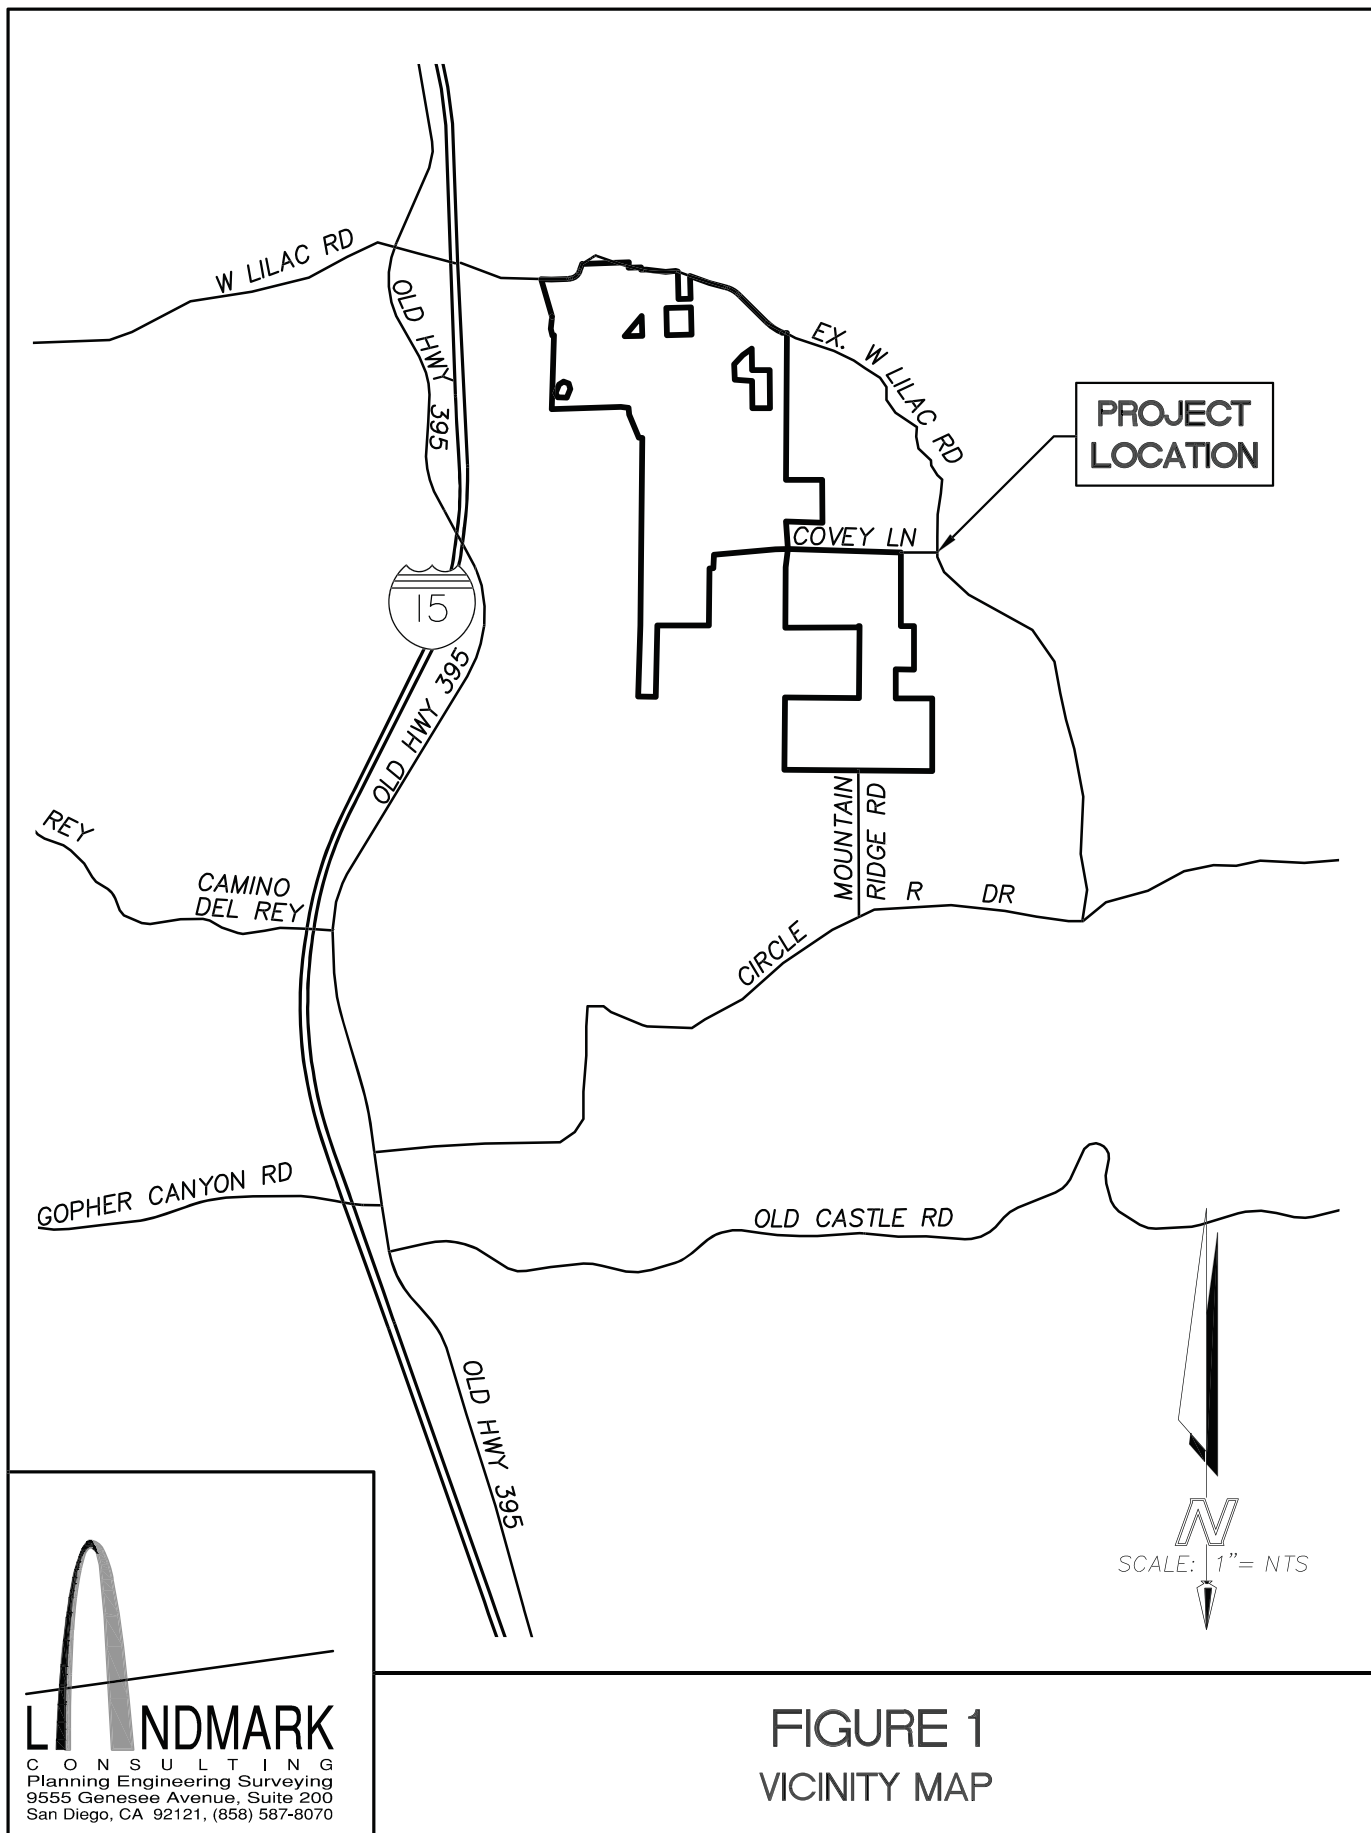 W LILAC RD
OLD HWY 395
EX. W LILAC RD
PROJECT
LOCATION
COVEY LN
15
OLD HWY 395
MOUNTAIN
RIDGE RD
REY
CAMINO
DEL REY
CIRCLE R DR
GOPHER CANYON RD
OLD CASTLE RD
OLD HWY 395
N
SCALE: 1"= NTS
LANDMARK
CONSULTING
Planning Engineering Surveying
9555 Genesee Avenue, Suite 200
San Diego, CA 92121, (858) 587-8070
FIGURE 1
VICINITY MAP